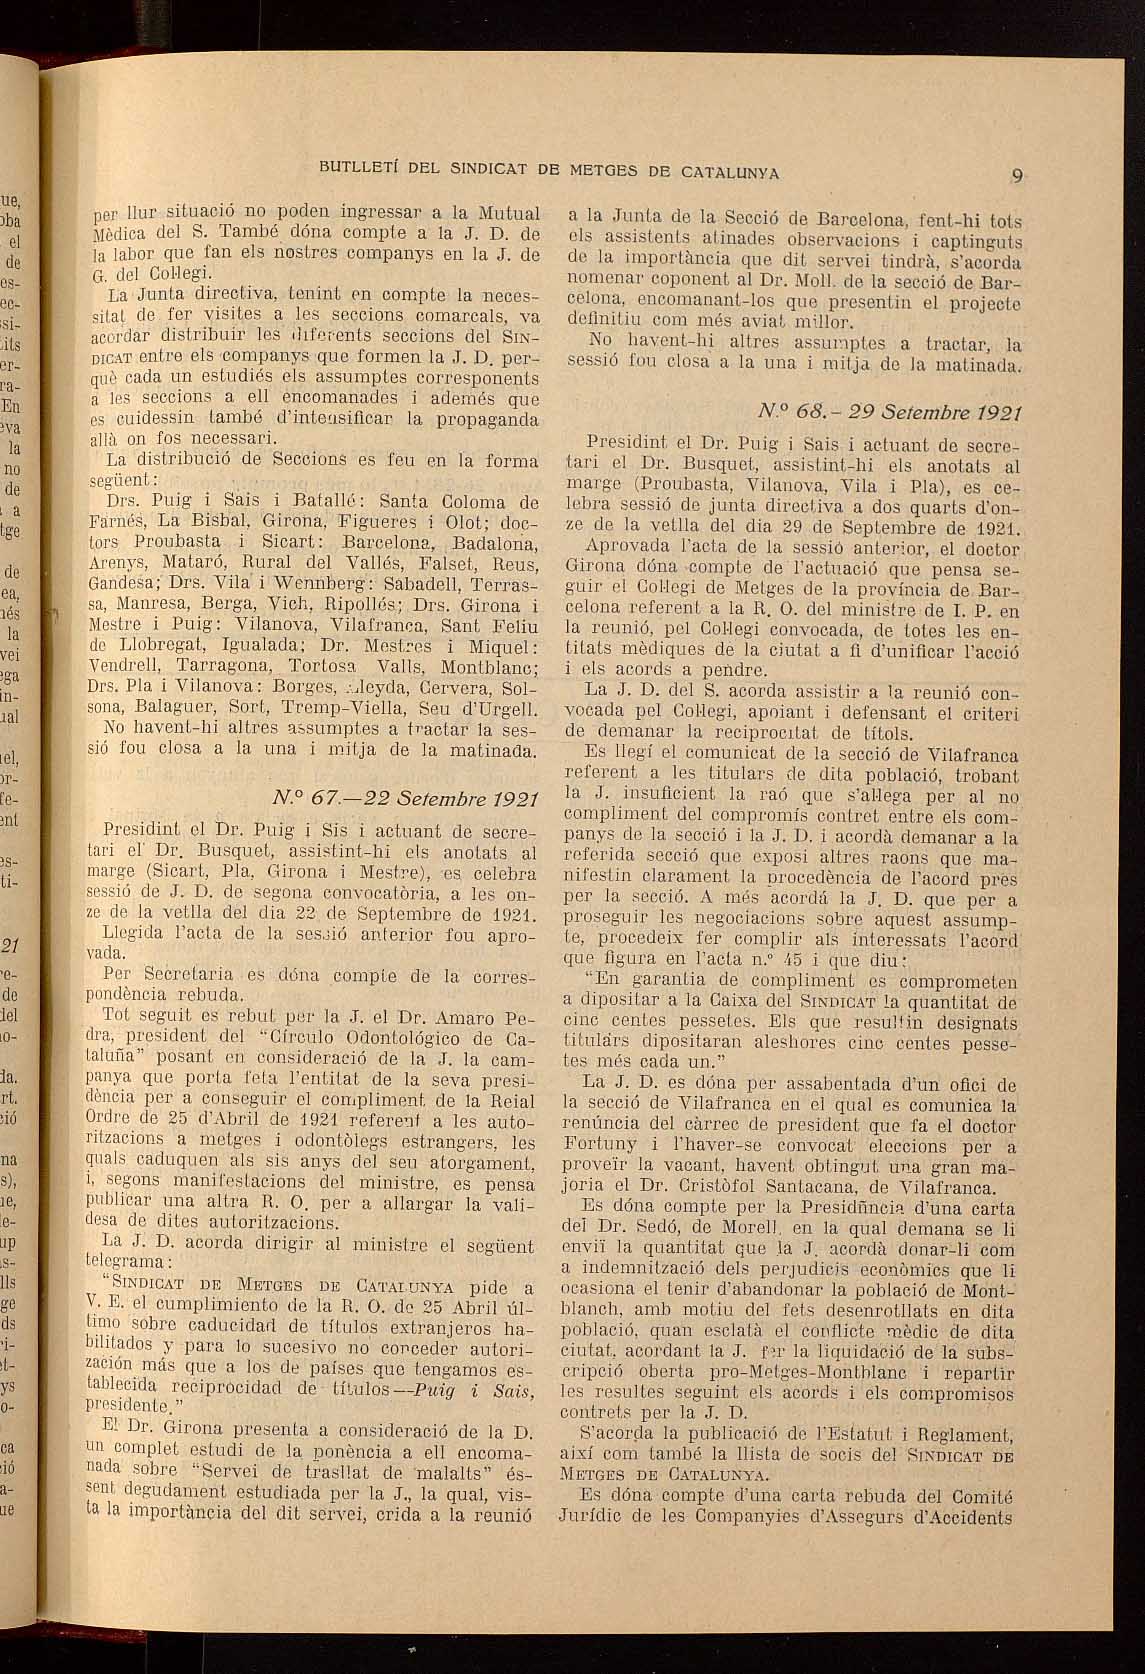 BUTLLETÍ DEL SINDICAT DE METGES DE CATALUNYA
9
per llur situació no poden ingressar a la Mutual
Mèdica del S. També dóna compte a la J. D. de
la labor que fan els nostres companys en la J. de
G. del Col·legi.
La Junta directiva, tenint en compte la neces-
sitat de fer visites a les seccions comarcals, va
acordar distribuir les diferents seccions del SIN-
DICAT entre els companys que formen la J. D. per-
què cada un estudiés els assumptes corresponents
a les seccions a ell encomanades i además que
es cuidessin també d'intensificar la propaganda
allà on fos necessari.
La distribució de Seccions es feu en la forma
següent:
Drs. Puig i Sais i Batallé: Santa Coloma de
Farnés, La Bisbal, Girona, Figueres i Olot; doc-
tors Proubasta i Sicart: Barcelona, Badalona,
Arenys, Mataró, Rural del Vallés, Falset, Reus,
Gandesa; Drs. Vila i Wennberg: Sabadell, Terras-
sa, Manresa, Berga, Vich, Ripollés; Drs. Girona i
Mestre i Puig: Vilanova, Vilafranca, Sant Feliu
de Llobregat, Igualada; Dr. Mestres i Miquel:
Vendrell, Tarragona, Tortosa Valls, Montblanc;
Drs. Pla i Vilanova: Borges, Lleyda, Cervera, Sol-
sona, Balaguer, Sort, Tremp-Viella, Seu d'Urgell.
No havent-hi altres assumptes a tractar la ses-
sió fou closa a la una i mitja de la matinada.
N.º 67.—22 Setembre 1921
Presidint el Dr. Puig i Sis i actuant de secre-
tari el Dr. Busquet, assistint-hi els anotats al
marge (Sicart, Pla, Girona i Mestre), es celebra
sessió de J. D. de segona convocatòria, a les on-
ze de la vetlla del dia 22 de Septembre de 1921.
Llegida l'acta de la sessió anterior fou apro-
vada.
Per Secretaria es dóna compte de la corres-
pondència rebuda.
Tot seguit es rebut per la J. el Dr. Amaro Pe-
dra, president del "Círculo Odontológico de Ca-
taluña" posant en consideració de la J. la cam-
panya que porta feta l'entitat de la seva presi-
dència per a conseguir el compliment de la Reial
Ordre de 25 d'Abril de 1921 referent a les auto-
ritzacions a metges i odontòlegs estrangers, les
quals caduquen als sis anys del seu atorgament,
i, segons manifestacions del ministre, es pensa
publicar una altra R. O. per a allargar la vali-
desa de dites autoritzacions.
La J. D. acorda dirigir al ministre el següent
telegrama:
"SINDICAT DE METGES DE CATALUNYA pide a
V. E. el cumplimiento de la R. O. de 25 Abril úl-
timo sobre caducidad de títulos extranjeros ha-
bilitados y para lo sucesivo no conceder autori-
zación más que a los de países que tengamos es-
tablecida reciprocidad de títulos—Puig i Sais,
presidente."
El Dr. Girona presenta a consideració de la D.
un complet estudi de la ponència a ell encoma-
nada sobre "Servei de trasllat de malalts" és-
sent degudament estudiada per la J., la qual, vis-
ta la importància del dit servei, crida a la reunió
a la Junta de la Secció de Barcelona, fent-hi tots
els assistents atinades observacions i captinguts
de la importància que dit servei tindrà, s'acorda
nomenar coponent al Dr. Moll. de la secció de Bar-
celona, encomanant-los que presentin el projecte
definitiu com més aviat millor.
No havent-hi altres assumptes a tractar, la
sessió fou closa a la una i mitja de la matinada.
N.º 68.- 29 Setembre 1921
Presidint el Dr. Puig i Sais i actuant de secre-
tari el Dr. Busquet, assistint-hi els anotats al
marge (Proubasta, Vilanova, Vila i Pla), es ce-
lebra sessió de junta directiva a dos quarts d'on-
ze de la vetlla del dia 29 de Septembre de 1921.
Aprovada l'acta de la sessió anterior, el doctor
Girona dóna compte de l'actuació que pensa se-
guir el Col·legi de Metges de la província de Bar-
celona referent a la R. O. del ministre de I. P. en
la reunió, pel Col·legi convocada, de totes les en-
titats mèdiques de la ciutat a fi d'unificar l'acció
i els acords a pendre.
La J. D. del S. acorda assistir a la reunió con-
vocada pel Col·legi, apoiant i defensant el criteri
de demanar la reciprocitat de títols.
Es llegí el comunicat de la secció de Vilafranca
referent a les titulars de dita població, trobant
la J. insuficient la raó que s'al·lega per al no
compliment del compromís contret entre els com-
panys de la secció i la J. D. i acordà demanar a la
referida secció que exposi altres raons que ma-
nifestin clarament la procedència de l'acord pres
per la secció. A més acordá la J. D. que per a
proseguir les negociacions sobre aquest assump-
te, procedeix fer complir als interessats l'acord
que figura en l'acta n.º 45 i que diu:
"En garantia de compliment es comprometen
a dipositar a la Caixa del SINDICAT la quantitat de
cinc centes pessetes. Els que resultin designats
titulars dipositaran aleshores cinc centes pesse-
tes més cada un."
La J. D. es dóna per assabentada d'un ofici de
la secció de Vilafranca en el qual es comunica la
renúncia del càrrec de president que fa el doctor
Fortuny i l'haver-se convocat eleccions per a
proveïr la vacant, havent obtingut una gran ma-
joria el Dr. Cristòfol Santacana, de Vilafranca.
Es dóna compte per la Presidència d'una carta
del Dr. Sedó, de Morell, en la qual demana se li
enviï la quantitat que la J. acordà donar-li com
a indemnització dels perjudicis econòmics que li
ocasiona el tenir d'abandonar la població de Mont-
blanch, amb motiu del fets desenrotllats en dita
població, quan esclatà el conflicte mèdic de dita
ciutat, acordant la J. fer la liquidació de la subs-
cripció oberta pro-Metges-Montblanc i repartir
les resultes seguint els acords i els compromisos
contrets per la J. D.
S'acorda la publicació de l'Estatut i Reglament,
així com també la llista de socis del SINDICAT DE
METGES DE CATALUNYA.
Es dóna compte d'una carta rebuda del Comité
Jurídic de les Companyies d'Assegurs d'Accidents